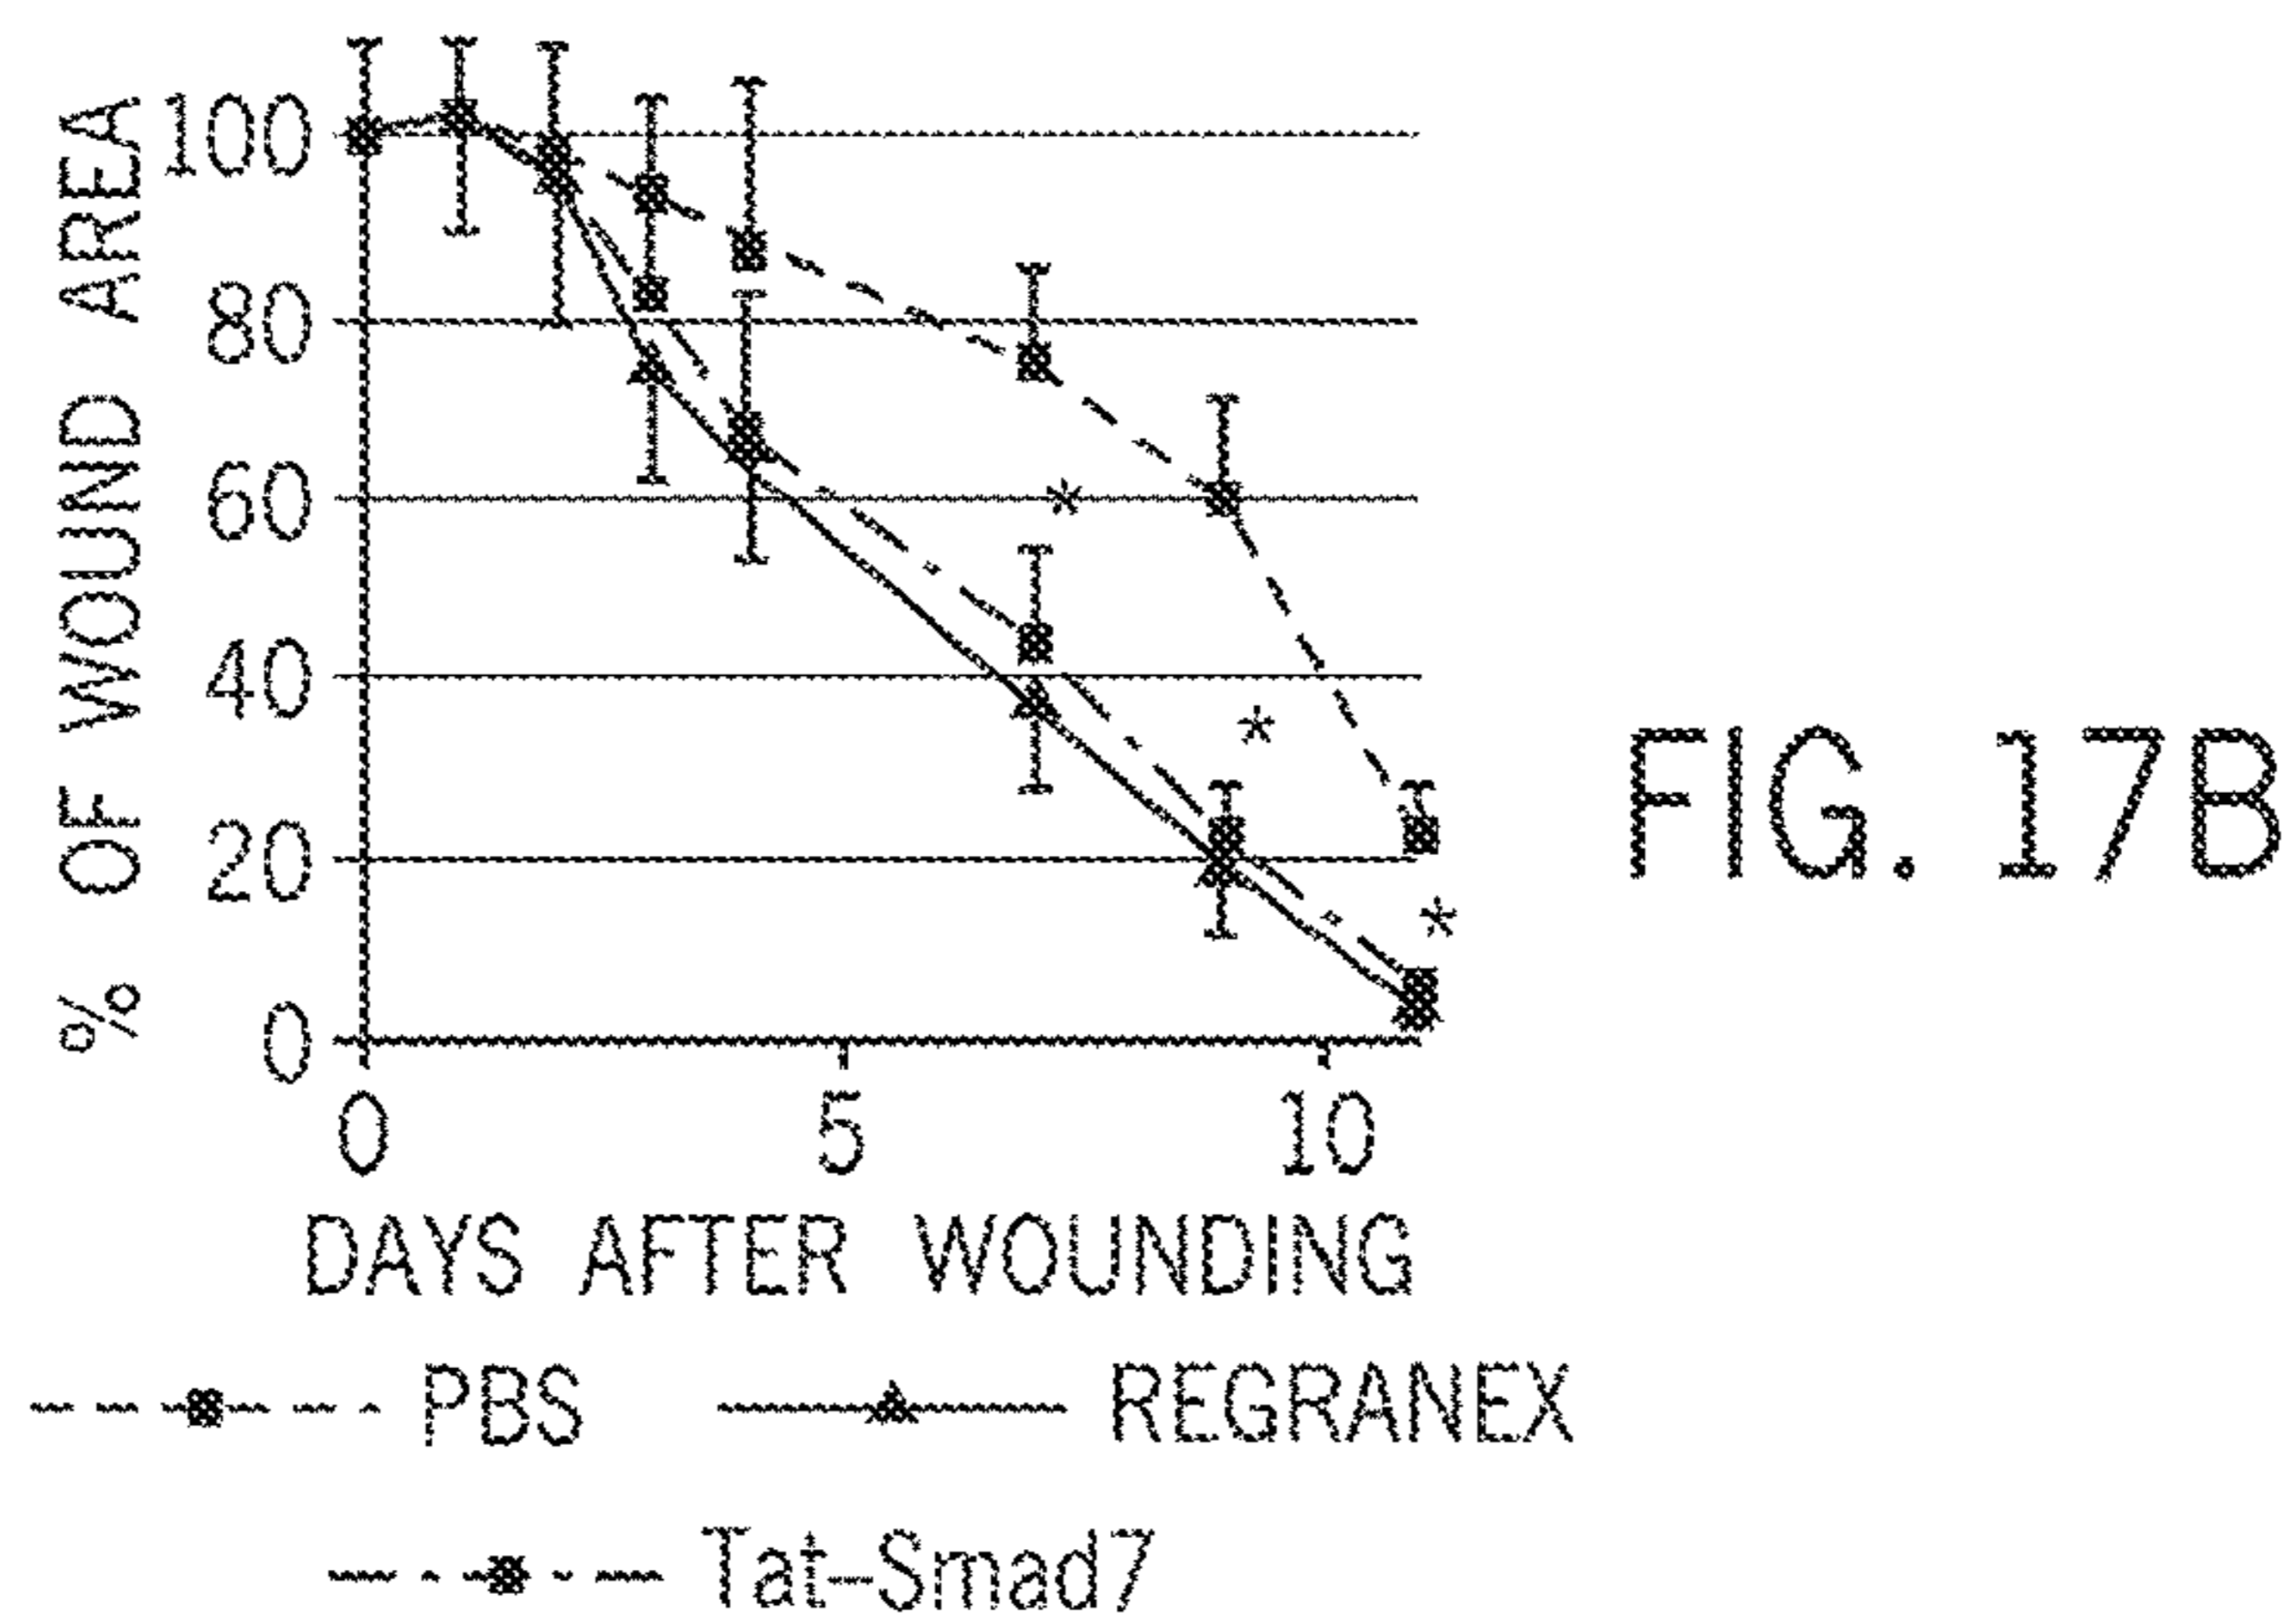 % OF WOUND AREA
100
80
60
40
20
0
*
*
*
0 5 10
DAYS AFTER WOUNDING
PBS REGRANEX
Tat-Smad7
FIG. 17B